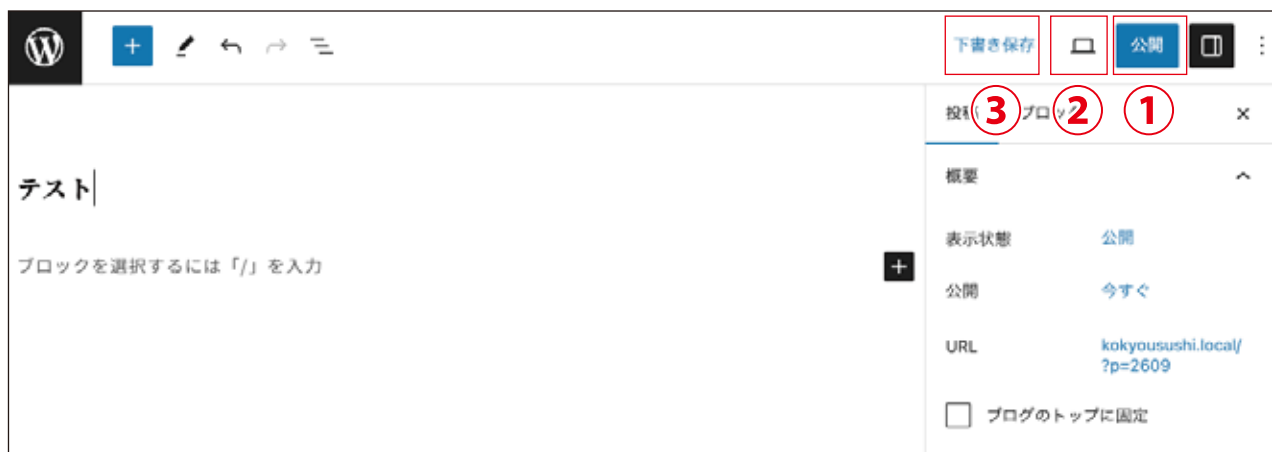 下書き保存 公開
③ ② ①
投稿 ブロック
テスト
概要
表示状態 公開
ブロックを選択するには「/」を入力
公開 今すぐ
URL kokyousushi.local/
?p=2609
ブログのトップに固定